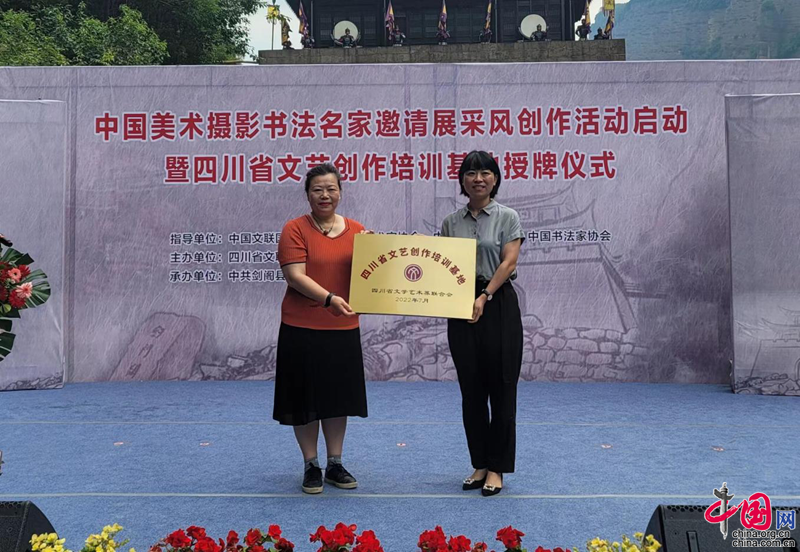 中国美术摄影书法名家邀请展采风创作活动启动
暨四川省文艺创作培训基地授牌仪式
指导单位：中国文联国 中国书法家协会
主办单位：四川省文联
承办单位：中共剑阁县
四川省文艺创作培训基地
四川省文学艺术界联合会
2022年7月
中国网
china.org.cn
china.com.cn